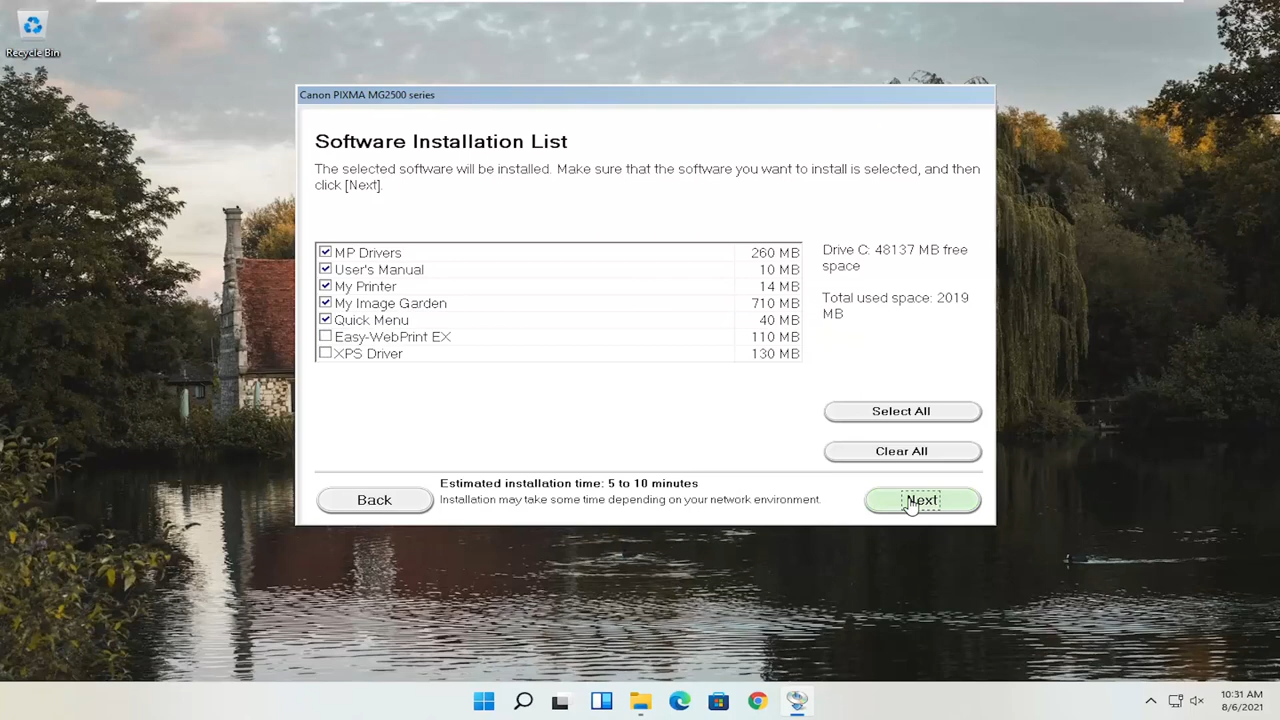 Recycle Bin
Canon PIXMA MG2500 series
Software Installation List
The selected software will be installed. Make sure that the software you want to install is selected, and then
click [Next].
MP Drivers 260 MB
User's Manual 10 MB
My Printer 14 MB
My Image Garden 710 MB
Quick Menu 40 MB
Easy-WebPrint EX 110 MB
XPS Driver 130 MB
Drive C: 48137 MB free
space
Total used space: 2019
MB
Select All
Clear All
Back
Estimated installation time: 5 to 10 minutes
Installation may take some time depending on your network environment.
Next
10:31 AM
8/6/2021